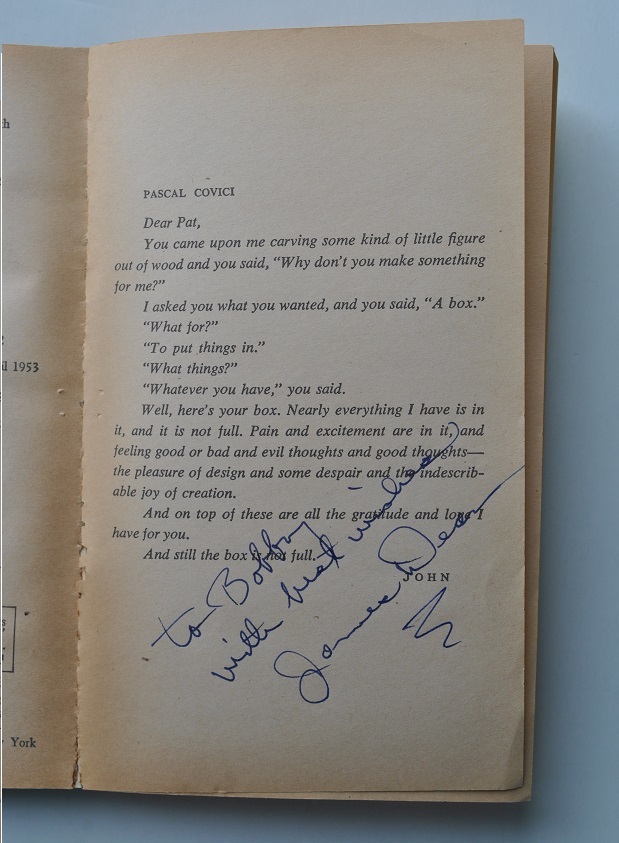 h
il 1953
York
PASCAL COVICI
Dear Pat,
You came upon me carving some kind of little figure
out of wood and you said, “Why don’t you make something
for me?”
I asked you what you wanted, and you said, “A box.”
“What for?”
“To put things in.”
“What things?”
“Whatever you have,” you said.
Well, here’s your box. Nearly everything I have is in
it, and it is not full. Pain and excitement are in it, and
feeling good or bad and evil thoughts and good thoughts—
the pleasure of design and some despair and the indescrib-
able joy of creation.
And on top of these are all the gratitude and love I
have for you.
And still the box is not full.
JOHN
to Bobby
with best wishes
James Dean